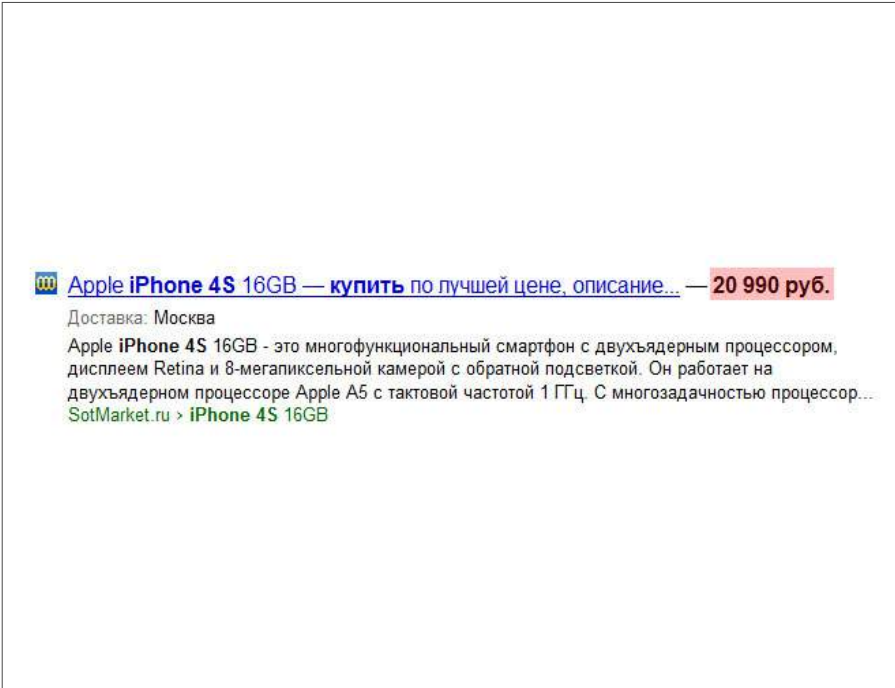 Apple iPhone 4S 16GB — купить по лучшей цене, описание... — 20 990 руб.
Доставка: Москва
Apple iPhone 4S 16GB - это многофункциональный смартфон с двухъядерным процессором,
дисплеем Retina и 8-мегапиксельной камерой с обратной подсветкой. Он работает на
двухъядерном процессоре Apple A5 с тактовой частотой 1 ГГц. С многозадачностью процессор...
SotMarket.ru › iPhone 4S 16GB